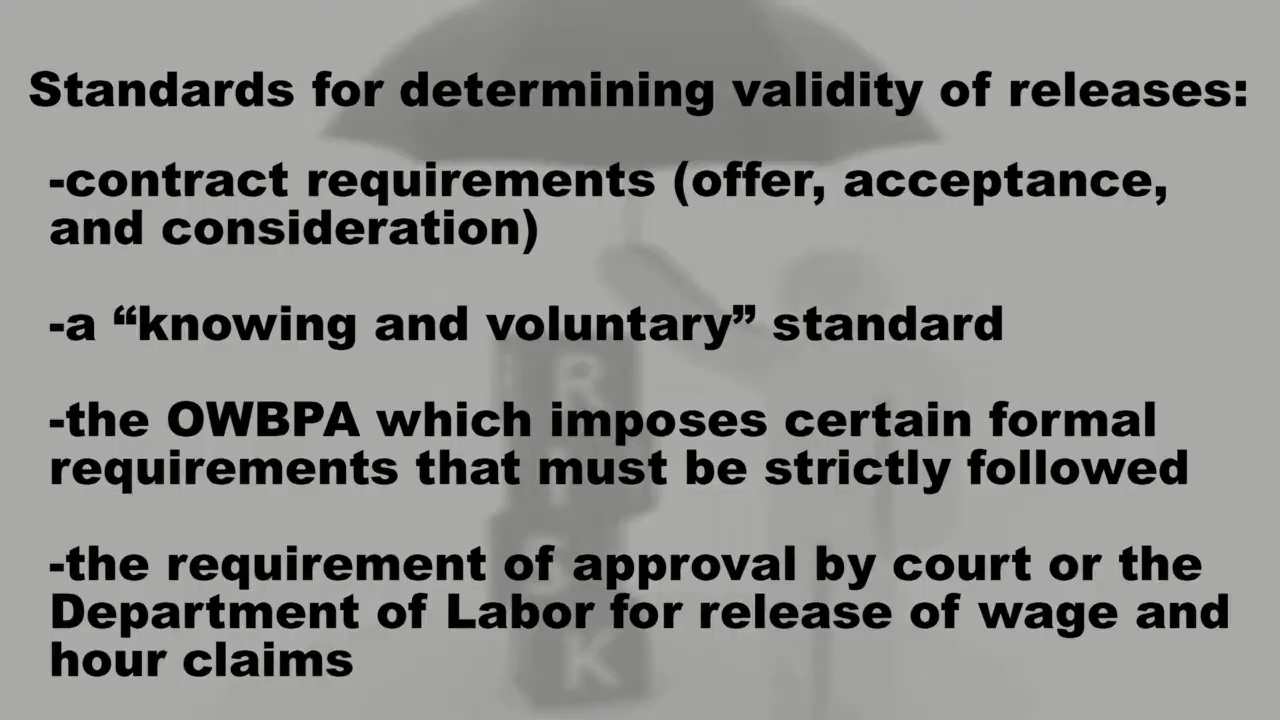 Standards for determining validity of releases:
-contract requirements (offer, acceptance,
and consideration)
-a “knowing and voluntary” standard
-the OWBPA which imposes certain formal
requirements that must be strictly followed
-the requirement of approval by court or the
Department of Labor for release of wage and
hour claims
R
I
S
K